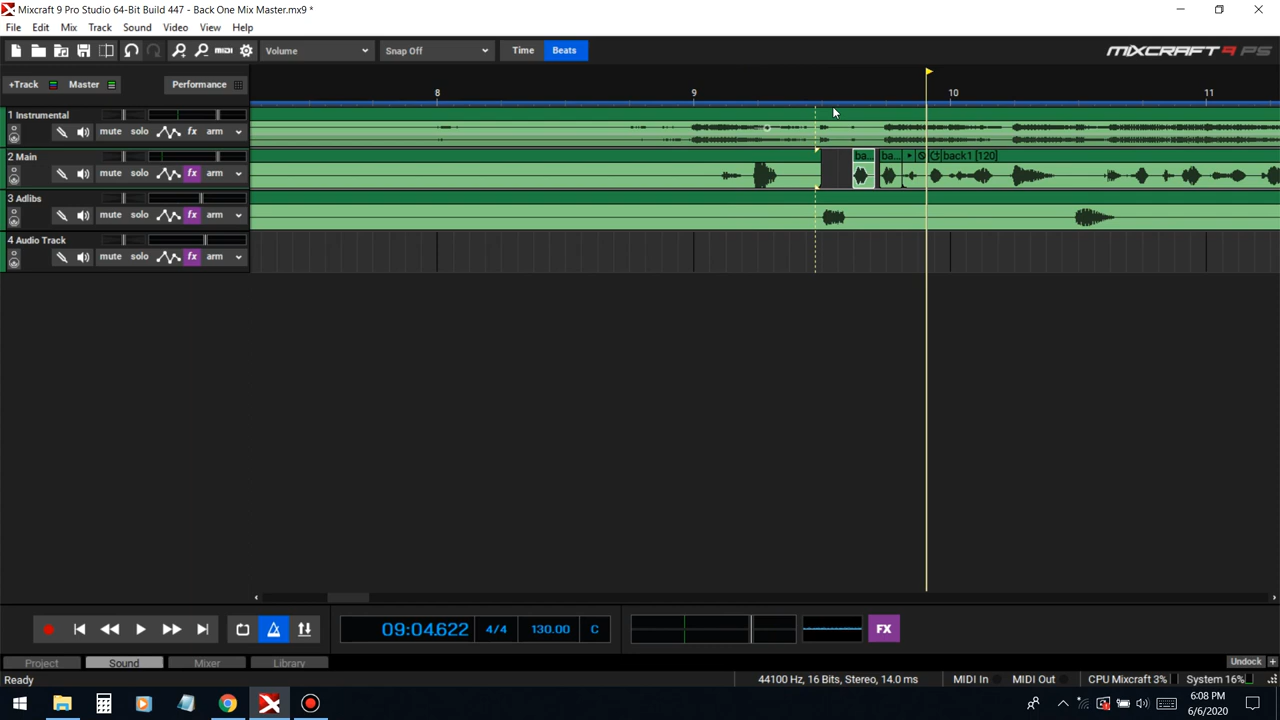 Mixcraft 9 Pro Studio 64-Bit Build 447 - Back One Mix Master.mx9 *
File Edit Mix Track Sound Video View Help
MIDI Volume Snap Off Time Beats MIXCRAFT 9 PS
+Track Master Performance
8 9 10 11
1 Instrumental
mute solo fx arm
2 Main ba... ba... back1 [120]
mute solo fx arm
3 Adlibs
mute solo fx arm
4 Audio Track
mute solo fx arm
09:04.622 4/4 130.00 C FX
Project Sound Mixer Library Undock +
Ready 44100 Hz, 16 Bits, Stereo, 14.0 ms MIDI In MIDI Out CPU Mixcraft 3% System 16%
6:08 PM
6/6/2020